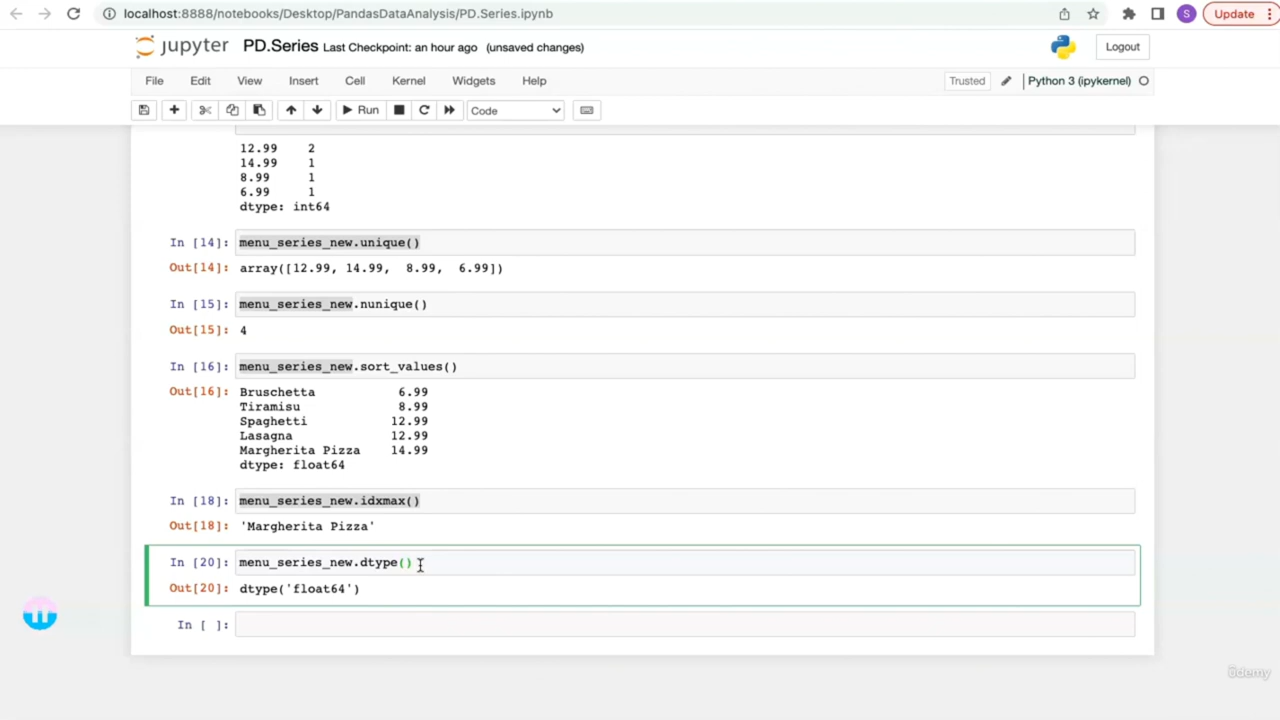 localhost:8888/notebooks/Desktop/PandasDataAnalysis/PD.Series.ipynb S Update
jupyter PD.Series Last Checkpoint: an hour ago (unsaved changes) Logout
File Edit View Insert Cell Kernel Widgets Help Trusted Python 3 (ipykernel)
Run Code
12.99 2
14.99 1
8.99 1
6.99 1
dtype: int64
In [14]: menu_series_new.unique()
Out[14]: array([12.99, 14.99, 8.99, 6.99])
In [15]: menu_series_new.nunique()
Out[15]: 4
In [16]: menu_series_new.sort_values()
Out[16]: Bruschetta 6.99
Tiramisu 8.99
Spaghetti 12.99
Lasagna 12.99
Margherita Pizza 14.99
dtype: float64
In [18]: menu_series_new.idxmax()
Out[18]: 'Margherita Pizza'
In [20]: menu_series_new.dtype()
Out[20]: dtype('float64')
In [ ]:
ûdemy